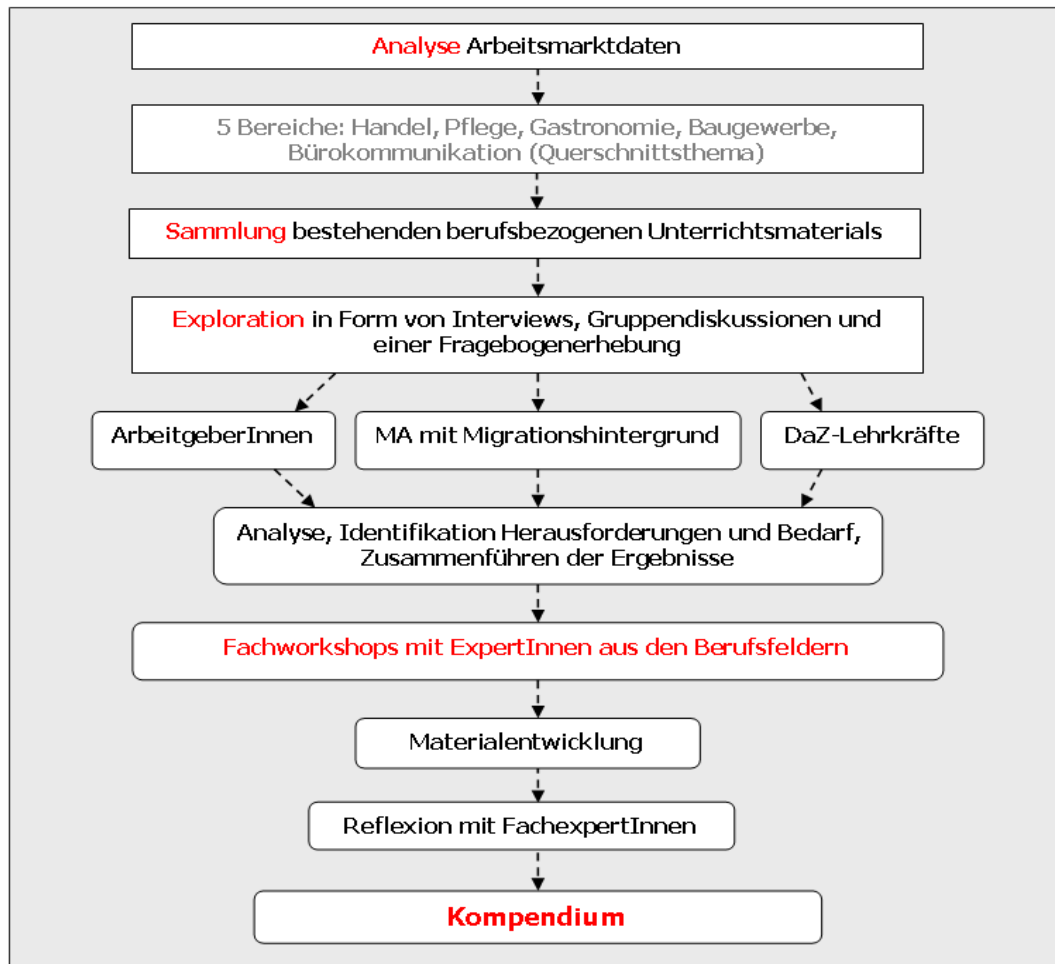 Analyse Arbeitsmarktdaten
5 Bereiche: Handel, Pflege, Gastronomie, Baugewerbe,
Bürokommunikation (Querschnittsthema)
Sammlung bestehenden berufsbezogenen Unterrichtsmaterials
Exploration in Form von Interviews, Gruppendiskussionen und
einer Fragebogenerhebung
ArbeitgeberInnen
MA mit Migrationshintergrund
DaZ-Lehrkräfte
Analyse, Identifikation Herausforderungen und Bedarf,
Zusammenführen der Ergebnisse
Fachworkshops mit ExpertInnen aus den Berufsfeldern
Materialentwicklung
Reflexion mit FachexpertInnen
Kompendium